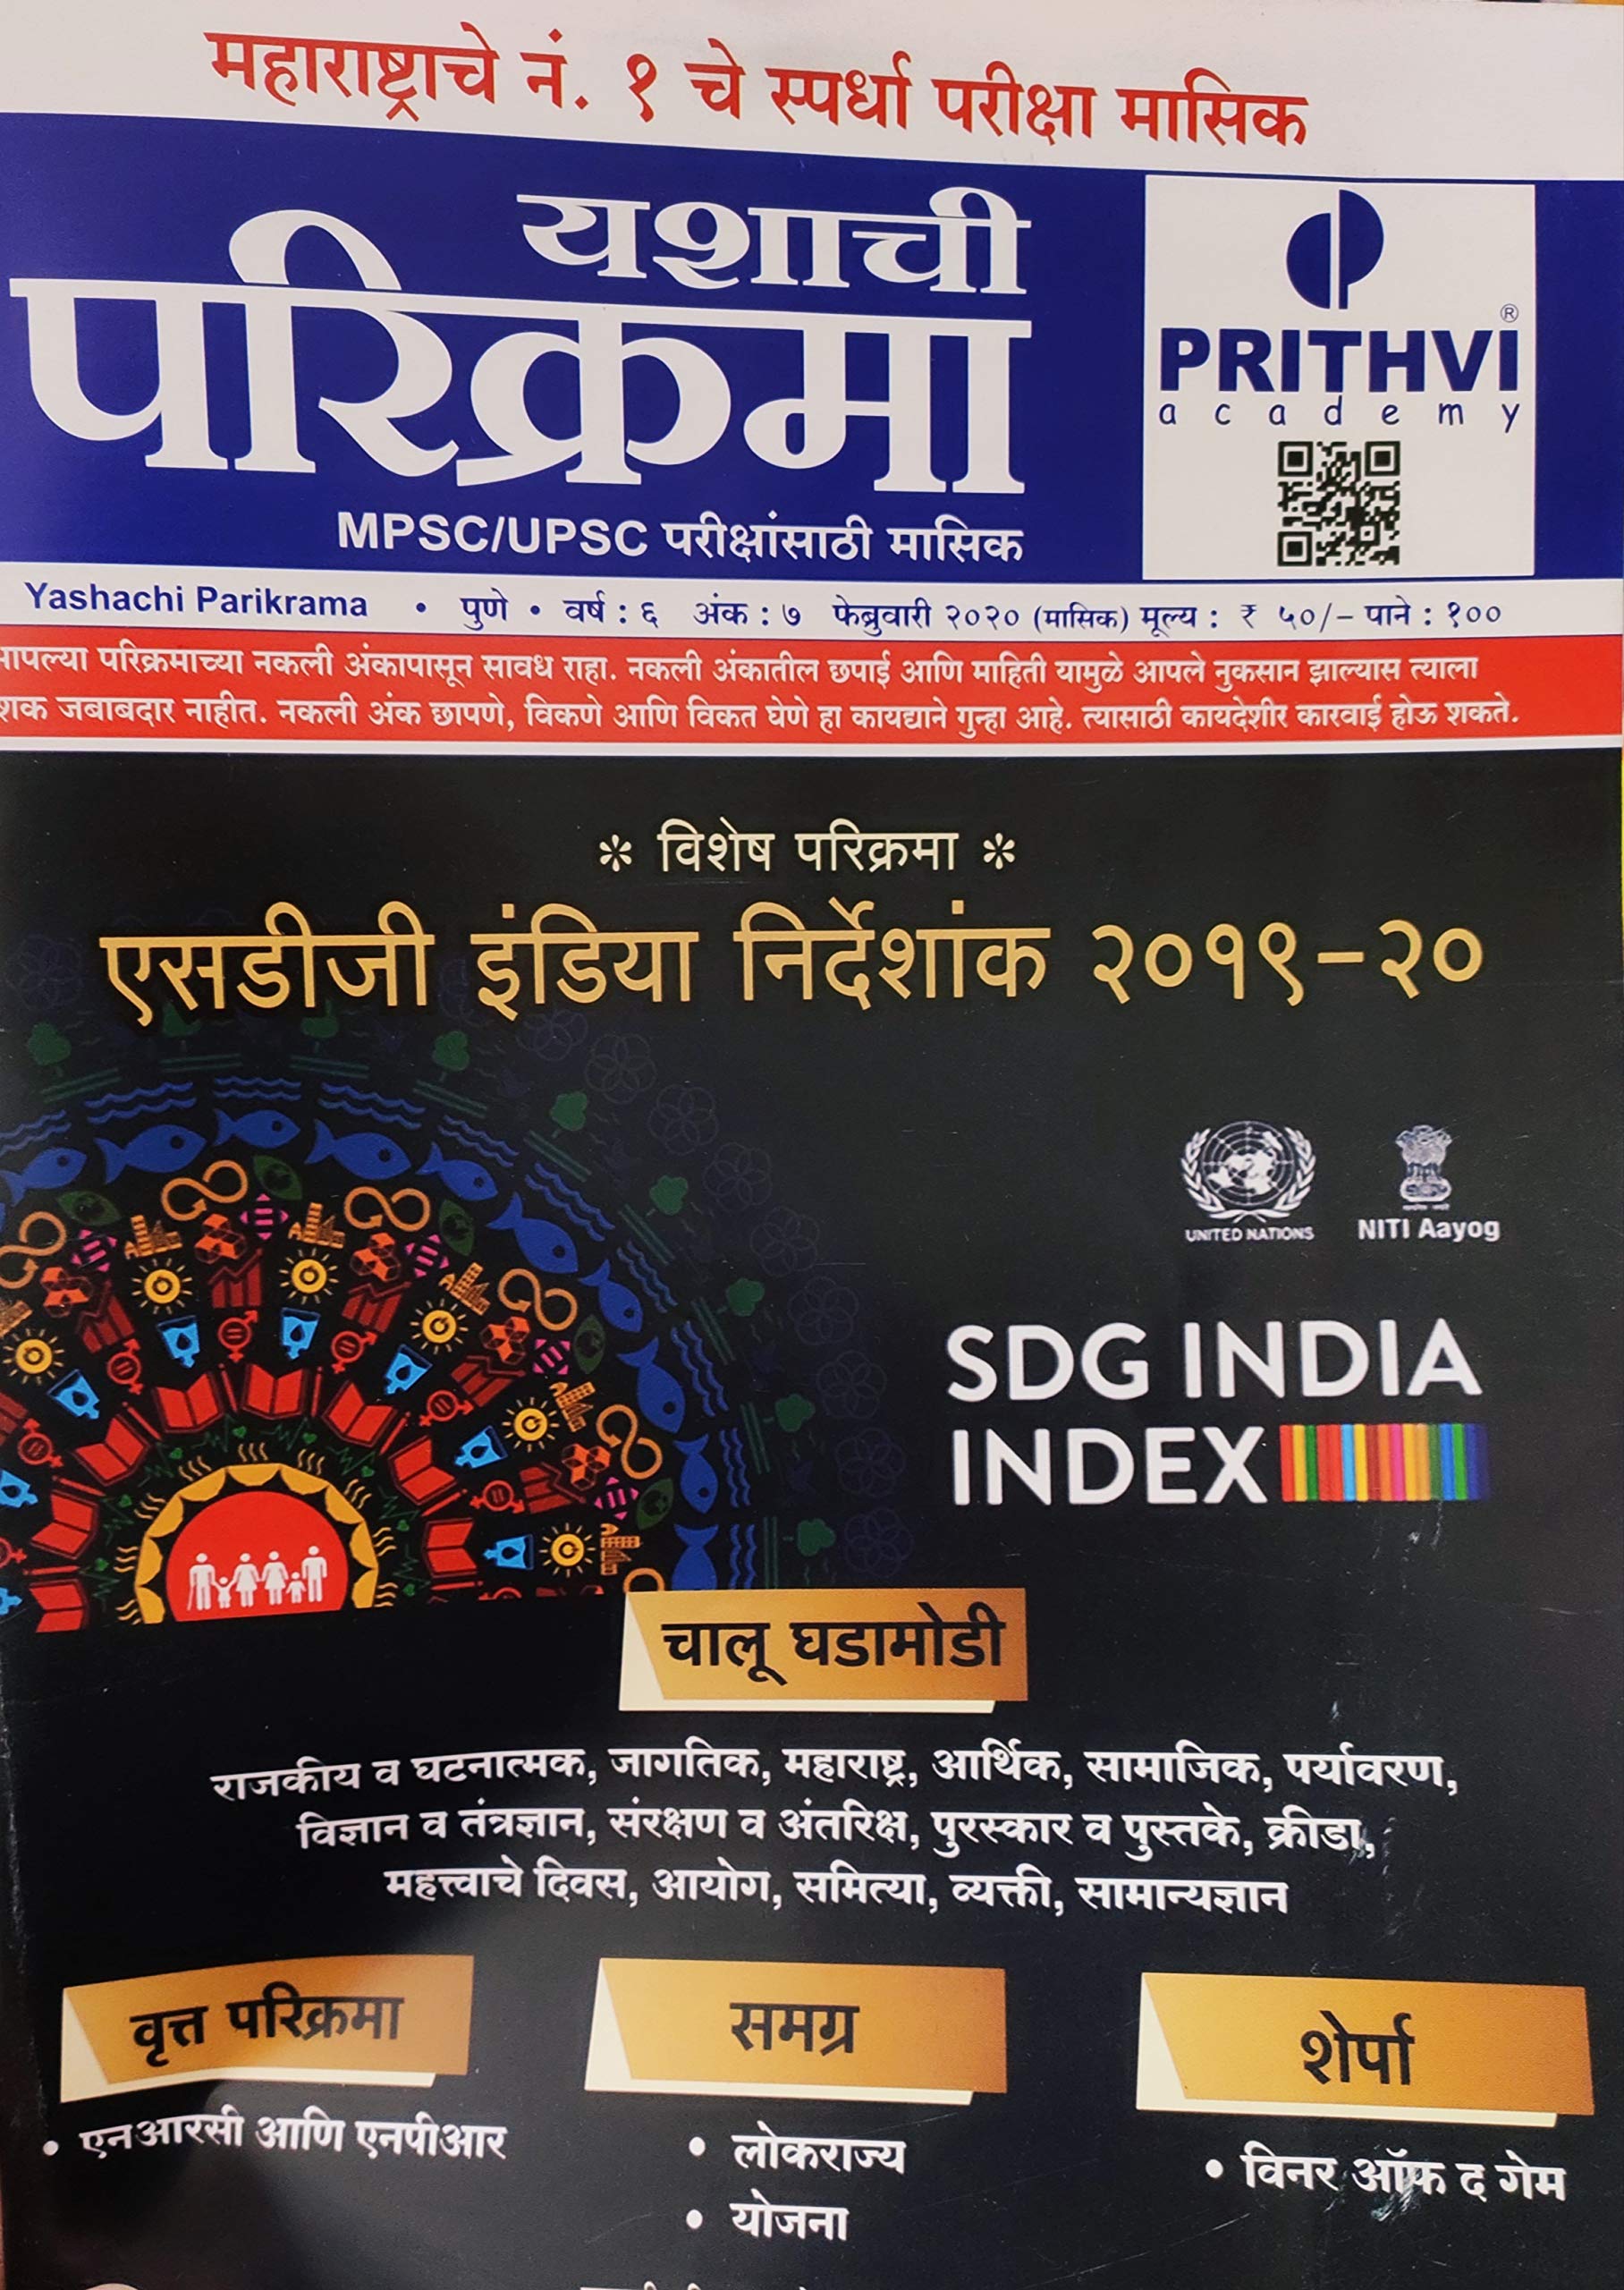 महाराष्ट्राचे नं. १ चे स्पर्धा परीक्षा मासिक
यशाची
परिक्रमा
MPSC/UPSC परीक्षांसाठी मासिक
PRITHVI
®
academy
Yashachi Parikrama • पुणे • वर्ष : ६ अंक : ७ फेब्रुवारी २०२० (मासिक) मूल्य : ₹ ५०/- पाने : १००
परिक्रमाच्या नकली अंकापासून सावध राहा. नकली अंकातील छपाई आणि माहिती यामुळे आपले नुकसान झाल्यास त्याला
जबाबदार नाहीत. नकली अंक छापणे, विकणे आणि विकत घेणे हा कायद्याने गुन्हा आहे. त्यासाठी कायदेशीर कारवाई होऊ शकते.
* विशेष परिक्रमा *
एसडीजी इंडिया निर्देशांक २०१९-२०
UNITED NATIONS
NITI Aayog
SDG INDIA
INDEX
चालू घडामोडी
राजकीय व घटनात्मक, जागतिक, महाराष्ट्र, आर्थिक, सामाजिक, पर्यावरण,
विज्ञान व तंत्रज्ञान, संरक्षण व अंतरिक्ष, पुरस्कार व पुस्तके, क्रीडा,
महत्त्वाचे दिवस, आयोग, समित्या, व्यक्ती, सामान्यज्ञान
वृत्त परिक्रमा
• एनआरसी आणि एनपीआर
समग्र
• लोकराज्य
• योजना
शेर्पा
• विनर ऑफ द गेम